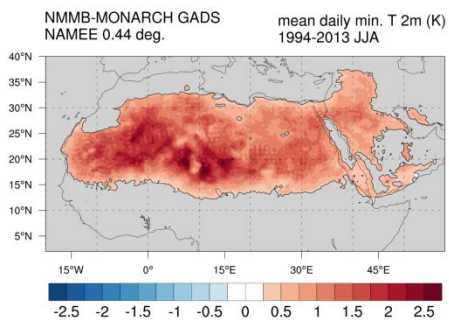 NMMB-MONARCH GADS
NAMEE 0.44 deg.
mean daily min. T 2m (K)
1994-2013 JJA
40°N
35°N
30°N
25°N
20°N
15°N
10°N
5°N
15°W 0° 15°E 30°E 45°E
-2.5 -2 -1.5 -1 -0.5 0 0.5 1 1.5 2 2.5